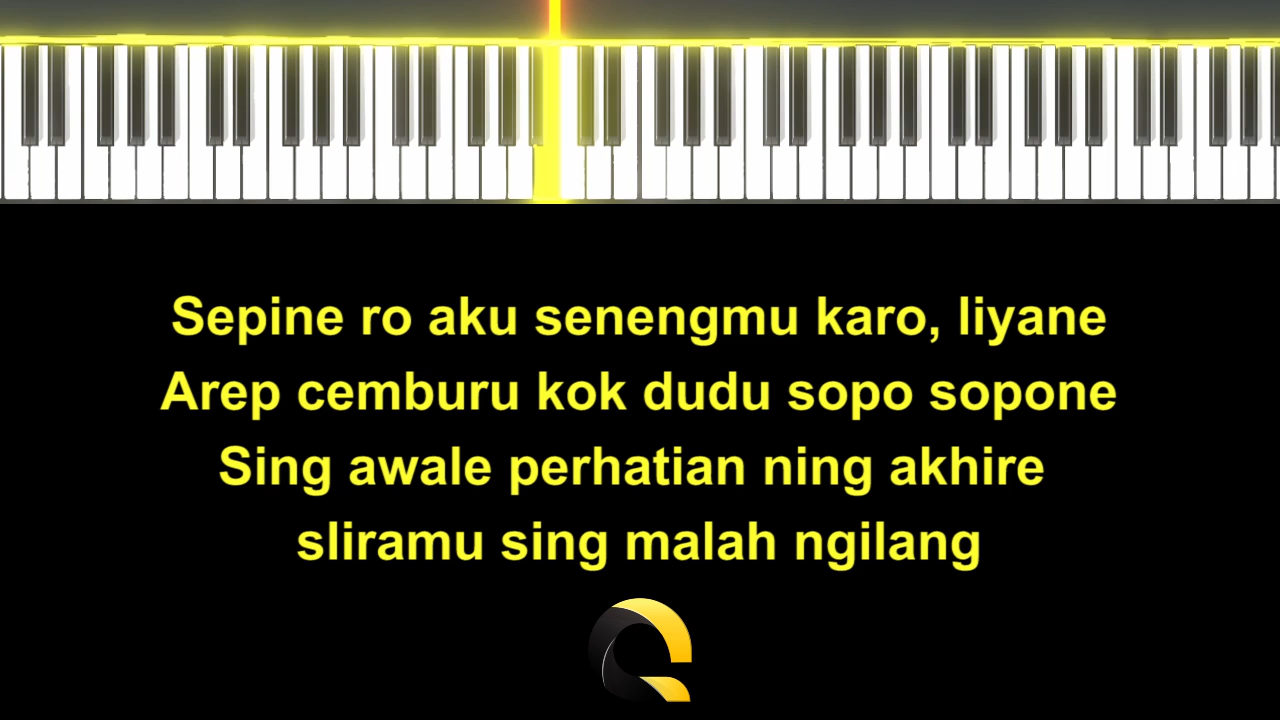 Sepine ro aku senengmu karo, liyane
Arep cemburu kok dudu sopo sopone
Sing awale perhatian ning akhire
sliramu sing malah ngilang